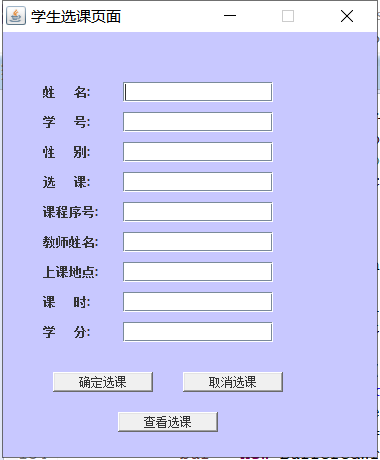 学生选课页面
姓 名:
学 号:
性 别:
选 课:
课程序号:
教师姓名:
上课地点:
课 时:
学 分:
确定选课 取消选课
查看选课